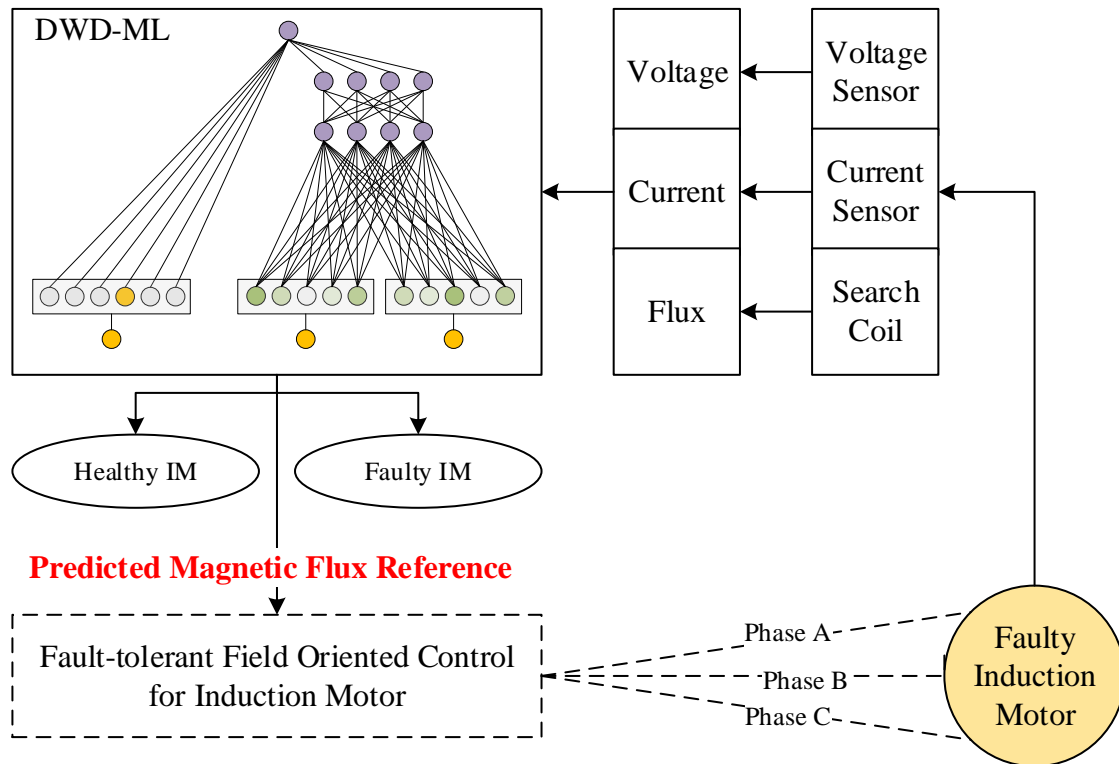 DWD-ML
Voltage
Voltage
Sensor
Current
Current
Sensor
Flux
Search
Coil
Healthy IM
Faulty IM
Predicted Magnetic Flux Reference
Fault-tolerant Field Oriented Control
for Induction Motor
Phase A
Phase B
Phase C
Faulty
Induction
Motor